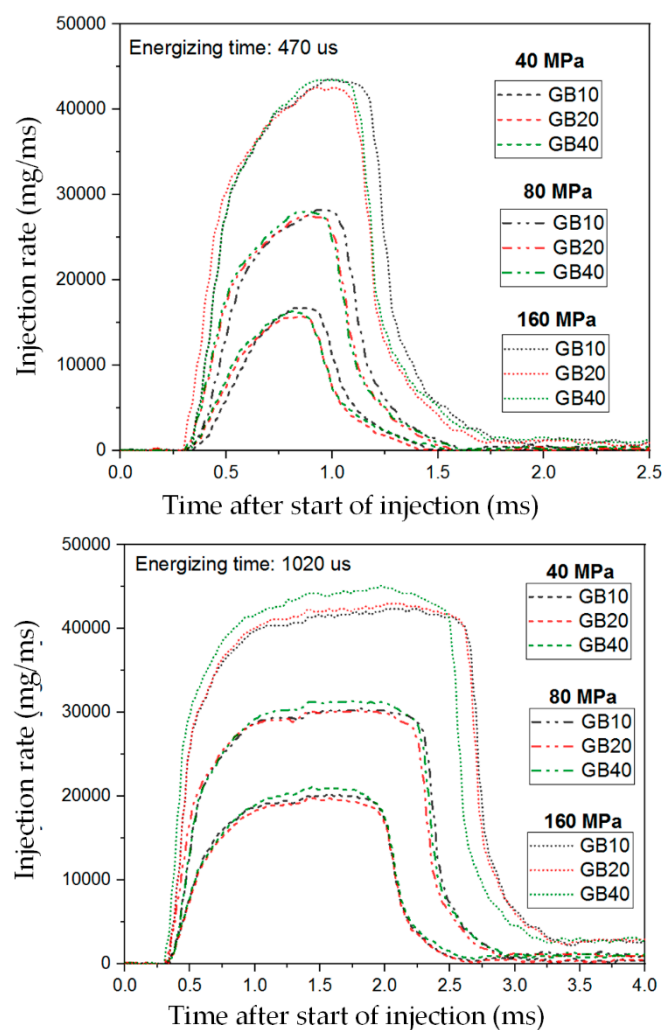 Energizing time: 470 us
40 MPa
GB10
GB20
GB40
80 MPa
GB10
GB20
GB40
160 MPa
GB10
GB20
GB40
Injection rate (mg/ms)
50000
40000
30000
20000
10000
0
0.0 0.5 1.0 1.5 2.0 2.5
Time after start of injection (ms)
Energizing time: 1020 us
40 MPa
GB10
GB20
GB40
80 MPa
GB10
GB20
GB40
160 MPa
GB10
GB20
GB40
Injection rate (mg/ms)
50000
40000
30000
20000
10000
0
0.0 0.5 1.0 1.5 2.0 2.5 3.0 3.5 4.0
Time after start of injection (ms)